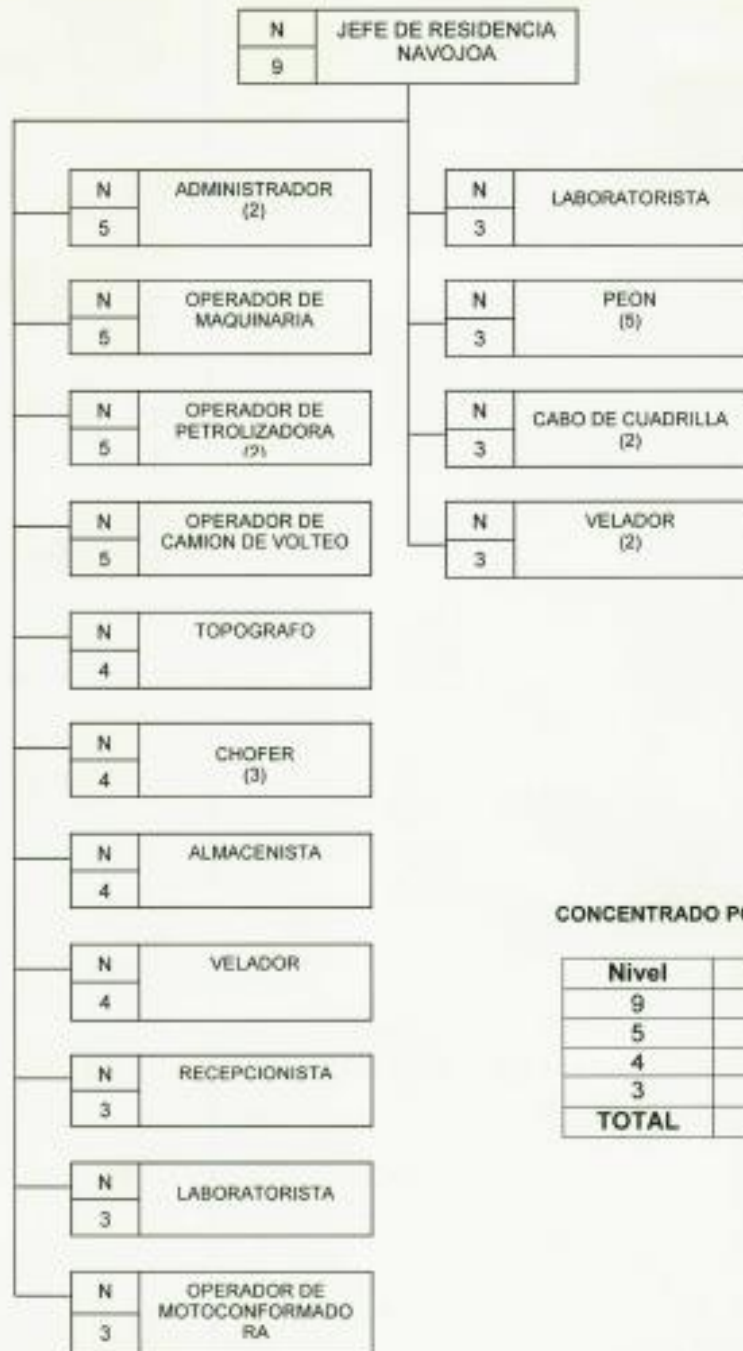 N
9
JEFE DE RESIDENCIA
NAVOJOA
N
5
ADMINISTRADOR
(2)
N
5
OPERADOR DE
MAQUINARIA
N
5
OPERADOR DE
PETROLIZADORA
(2)
N
5
OPERADOR DE
CAMION DE VOLTEO
N
4
TOPOGRAFO
N
4
CHOFER
(3)
N
4
ALMACENISTA
N
4
VELADOR
N
3
RECEPCIONISTA
N
3
LABORATORISTA
N
3
OPERADOR DE
MOTOCONFORMADO
RA
N
3
LABORATORISTA
N
3
PEON
(5)
N
3
CABO DE CUADRILLA
(2)
N
3
VELADOR
(2)
CONCENTRADO
Nivel
9
5
4
3
TOTAL